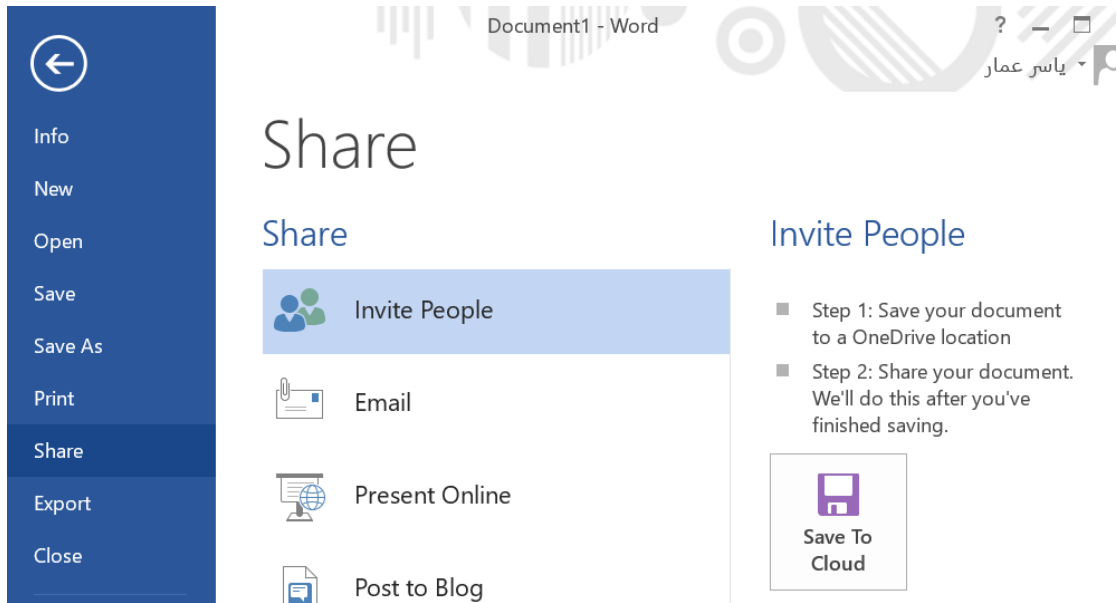 Document1 - Word
?
ياسر عمار
Info
New
Open
Save
Save As
Print
Share
Export
Close
Share
Share
Invite People
Email
Present Online
Post to Blog
Invite People
Step 1: Save your document
to a OneDrive location
Step 2: Share your document.
We'll do this after you've
finished saving.
Save To
Cloud